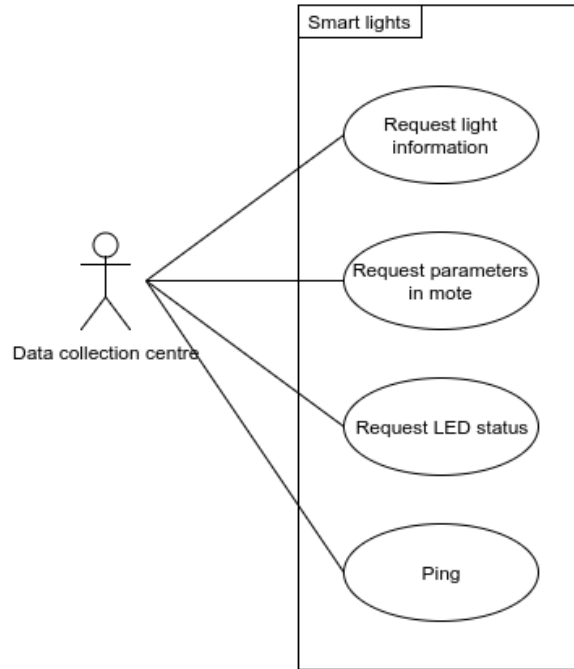 Smart lights
Request light
information
Request parameters
in mote
Data collection centre
Request LED status
Ping